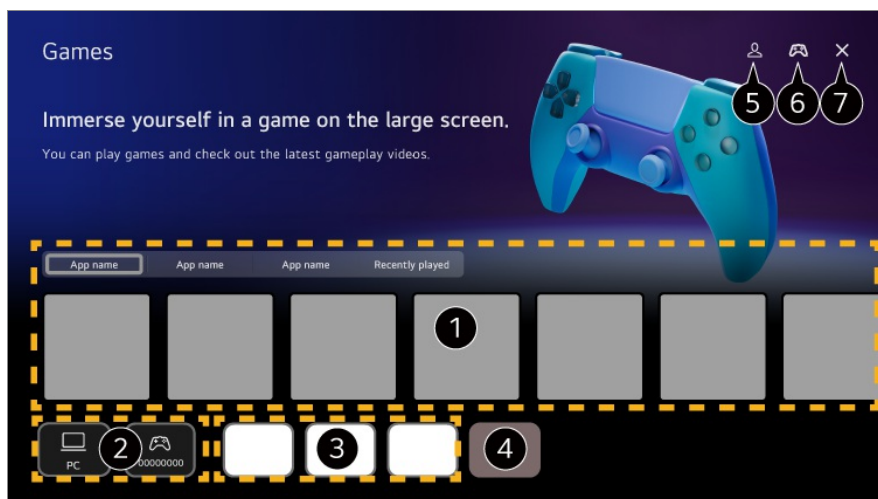 Games
5 6 7
Immerse yourself in a game on the large screen.
You can play games and check out the latest gameplay videos.
App name App name App name Recently played
1
2 3 4
PC 00000000